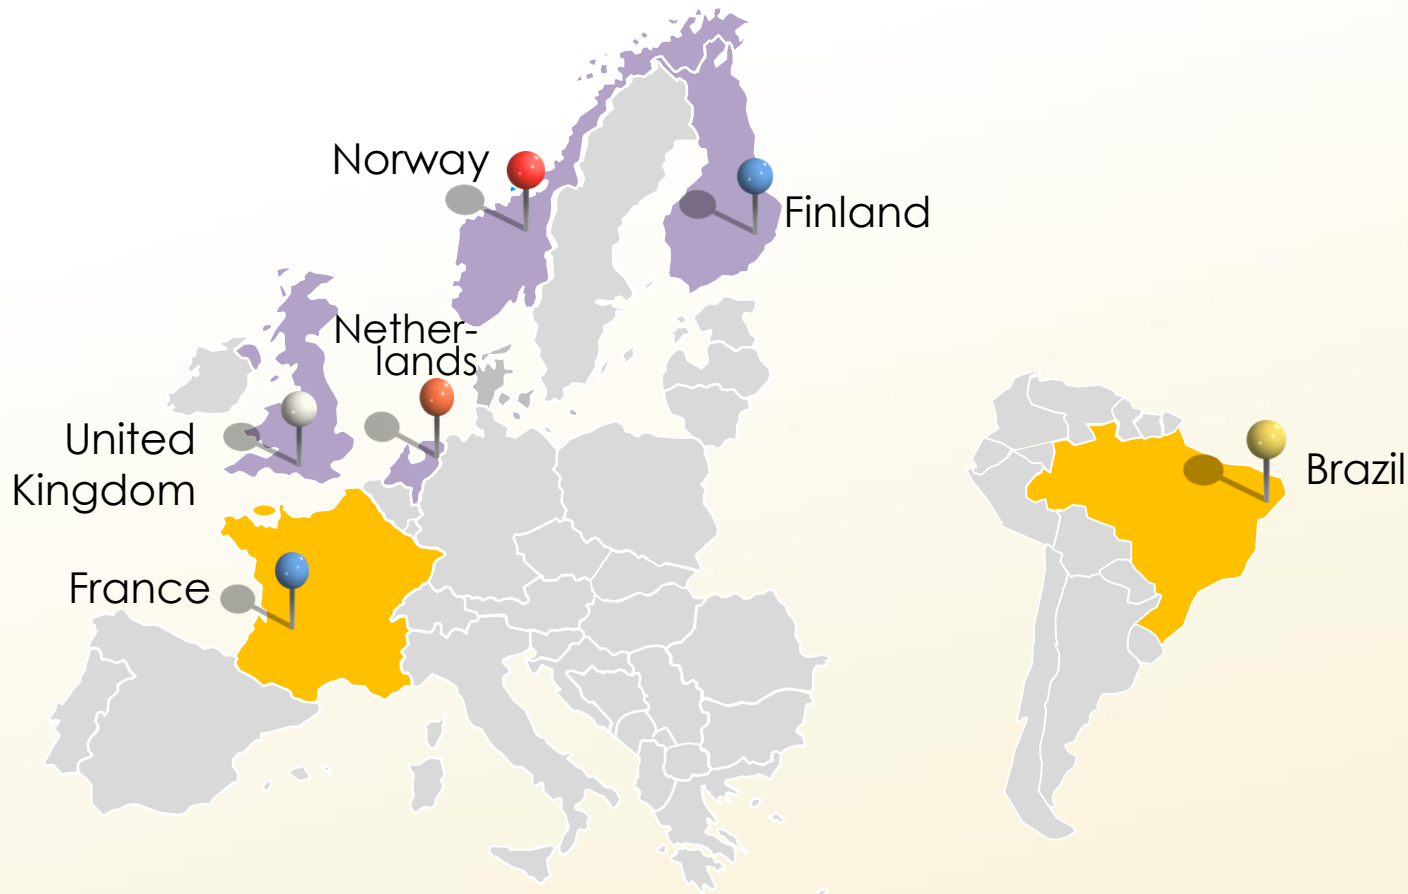 Norway
Finland
Nether-
lands
United
Kingdom
Brazil
France